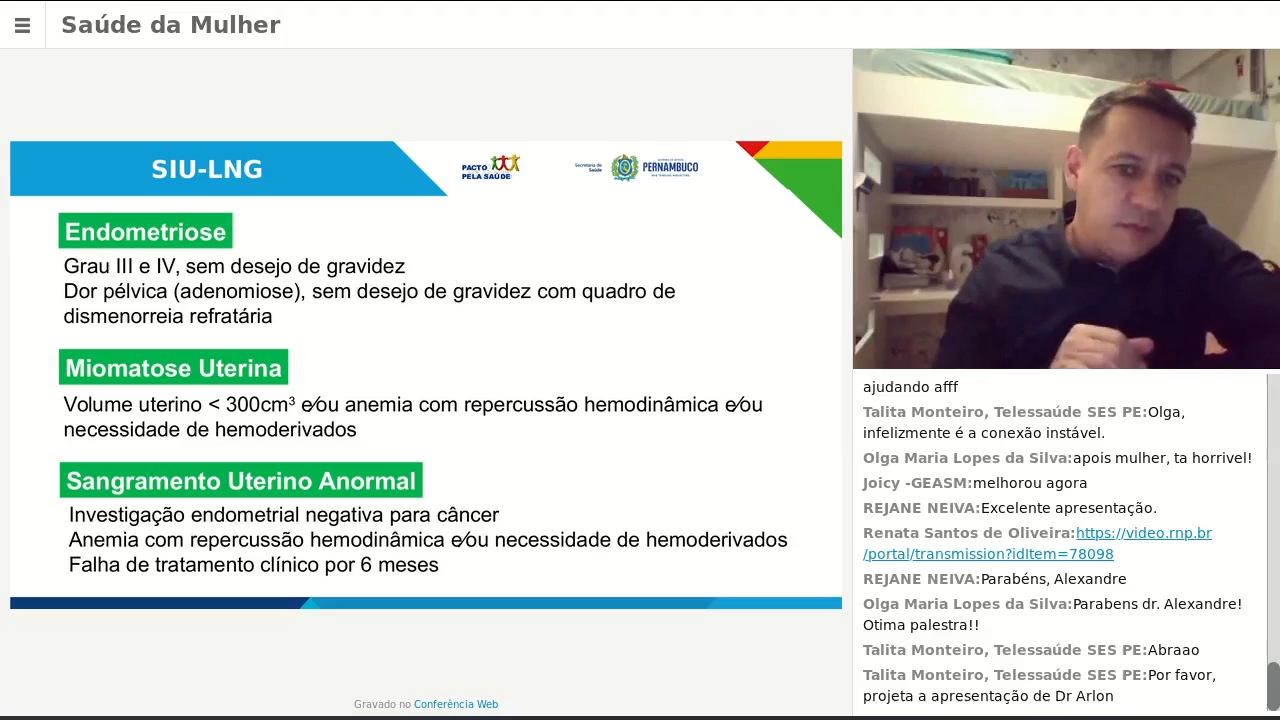 Saúde da Mulher
SIU-LNG
PACTO
PELA SAÚDE
Secretaria de
Saúde
PERNAMBUCO
Endometriose
Grau III e IV, sem desejo de gravidez
Dor pélvica (adenomiose), sem desejo de gravidez com quadro de
dismenorreia refratária
Miomatose Uterina
Volume uterino < 300cm³ e/ou anemia com repercussão hemodinâmica e/ou
necessidade de hemoderivados
Sangramento Uterino Anormal
Investigação endometrial negativa para câncer
Anemia com repercussão hemodinâmica e/ou necessidade de hemoderivados
Falha de tratamento clínico por 6 meses
Gravado no Conferência Web
ajudando afff
Talita Monteiro, Telessaúde SES PE:Olga,
infelizmente é a conexão instável.
Olga Maria Lopes da Silva:apois mulher, ta horrivel!
Joicy -GEASM:melhorou agora
REJANE NEIVA:Excelente apresentação.
Renata Santos de Oliveira:https://video.rnp.br
/portal/transmission?idItem=78098
REJANE NEIVA:Parabéns, Alexandre
Olga Maria Lopes da Silva:Parabens dr. Alexandre!
Otima palestra!!
Talita Monteiro, Telessaúde SES PE:Abraao
Talita Monteiro, Telessaúde SES PE:Por favor,
projeta a apresentação de Dr Arlon